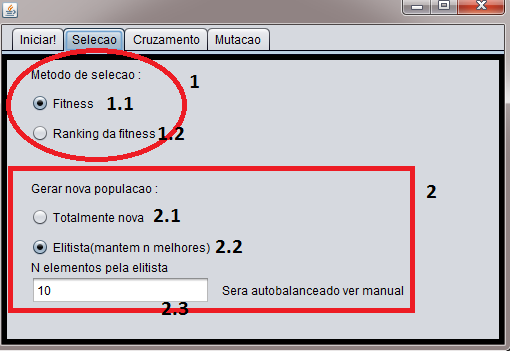 Iniciar! Selecao Cruzamento Mutacao
Metodo de selecao : 1
Fitness 1.1
Ranking da fitness 1.2
Gerar nova populacao : 2
Totalmente nova 2.1
Elitista(mantem n melhores) 2.2
N elementos pela elitista
10 Sera autobalanceado ver manual
2.3